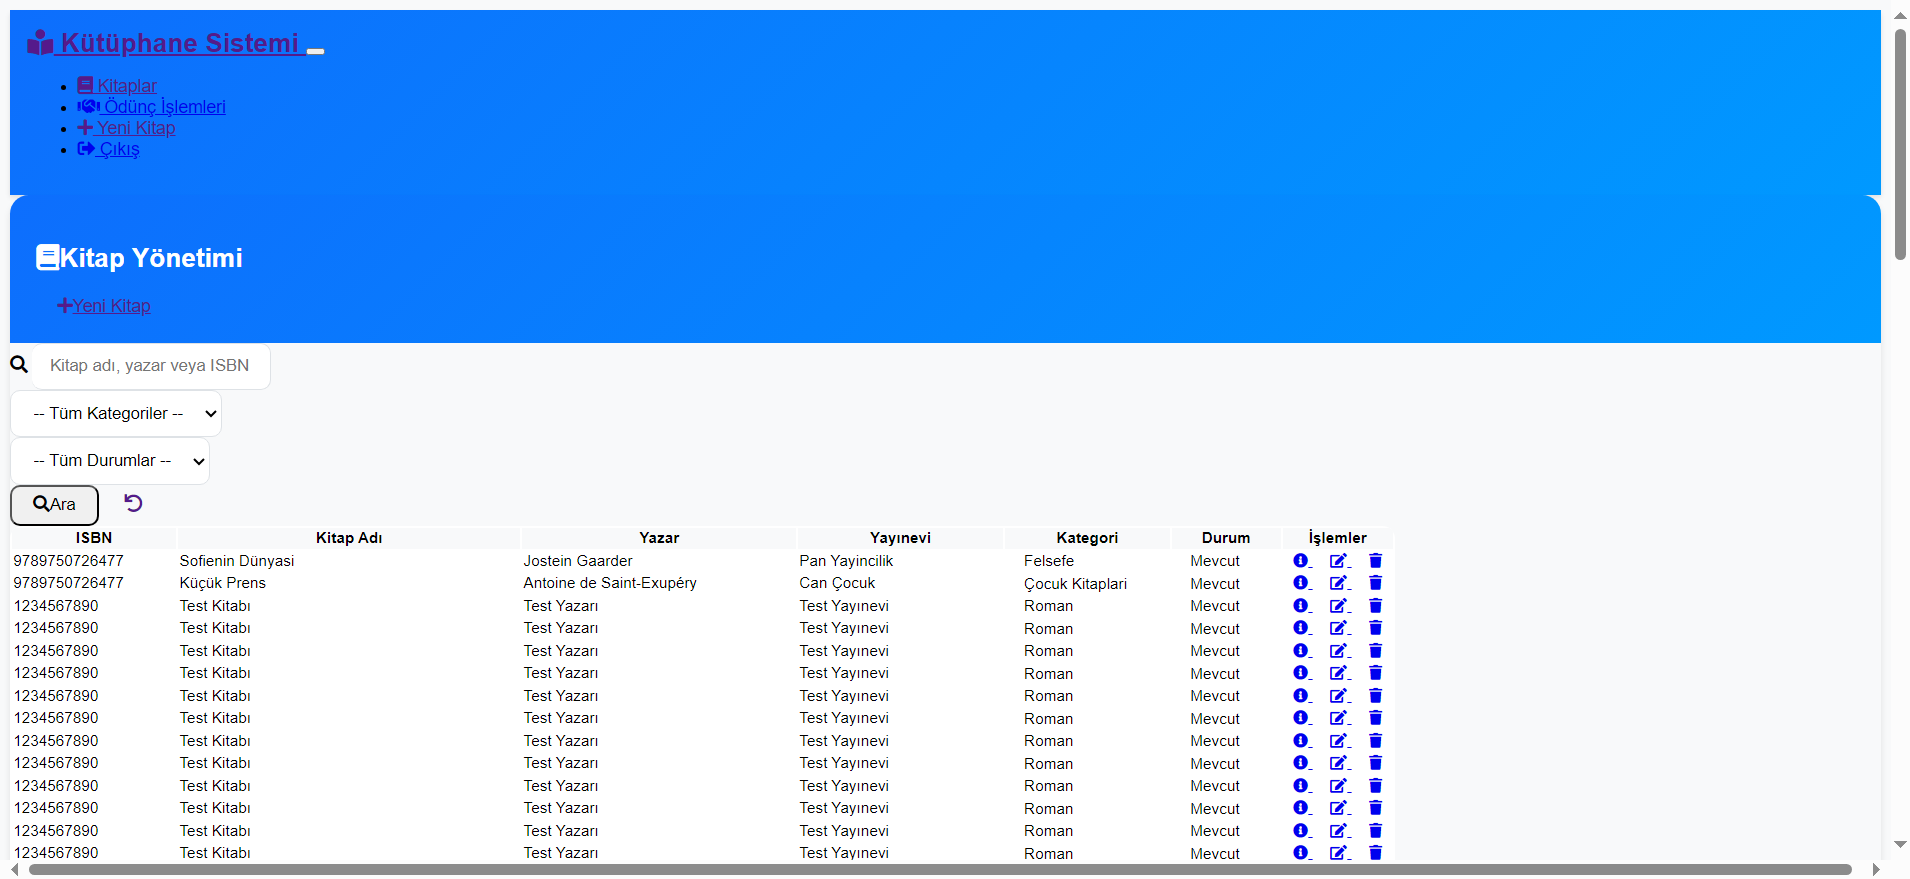 Kütüphane Sistemi
Kitaplar
Ödünç İşlemleri
Yeni Kitap
Çıkış
Kitap Yönetimi
Yeni Kitap
Kitap adı, yazar veya ISBN
-- Tüm Kategoriler --
-- Tüm Durumlar --
Ara
ISBN Kitap Adı Yazar Yayınevi Kategori Durum İşlemler
9789750726477 Sofienin Dünyasi Jostein Gaarder Pan Yayincilik Felsefe Mevcut
9789750726477 Küçük Prens Antoine de Saint-Exupéry Can Çocuk Çocuk Kitaplari Mevcut
1234567890 Test Kitabı Test Yazarı Test Yayınevi Roman Mevcut
1234567890 Test Kitabı Test Yazarı Test Yayınevi Roman Mevcut
1234567890 Test Kitabı Test Yazarı Test Yayınevi Roman Mevcut
1234567890 Test Kitabı Test Yazarı Test Yayınevi Roman Mevcut
1234567890 Test Kitabı Test Yazarı Test Yayınevi Roman Mevcut
1234567890 Test Kitabı Test Yazarı Test Yayınevi Roman Mevcut
1234567890 Test Kitabı Test Yazarı Test Yayınevi Roman Mevcut
1234567890 Test Kitabı Test Yazarı Test Yayınevi Roman Mevcut
1234567890 Test Kitabı Test Yazarı Test Yayınevi Roman Mevcut
1234567890 Test Kitabı Test Yazarı Test Yayınevi Roman Mevcut
1234567890 Test Kitabı Test Yazarı Test Yayınevi Roman Mevcut
1234567890 Test Kitabı Test Yazarı Test Yayınevi Roman Mevcut